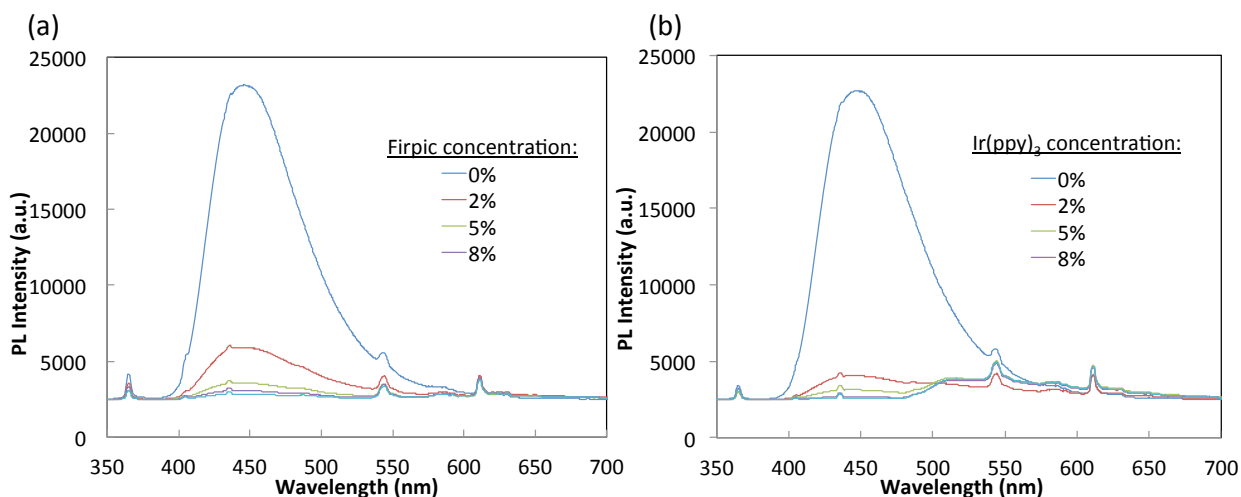 (a)
25000
20000
15000
10000
5000
0
PL Intensity (a.u.)
Firpic concentration:
0%
2%
5%
8%
350 400 450 500 550 600 650 700
Wavelength (nm)
(b)
25000
20000
15000
10000
5000
0
PL Intensity (a.u.)
Ir(ppy)₃ concentration:
0%
2%
5%
8%
350 400 450 500 550 600 650 700
Wavelength (nm)